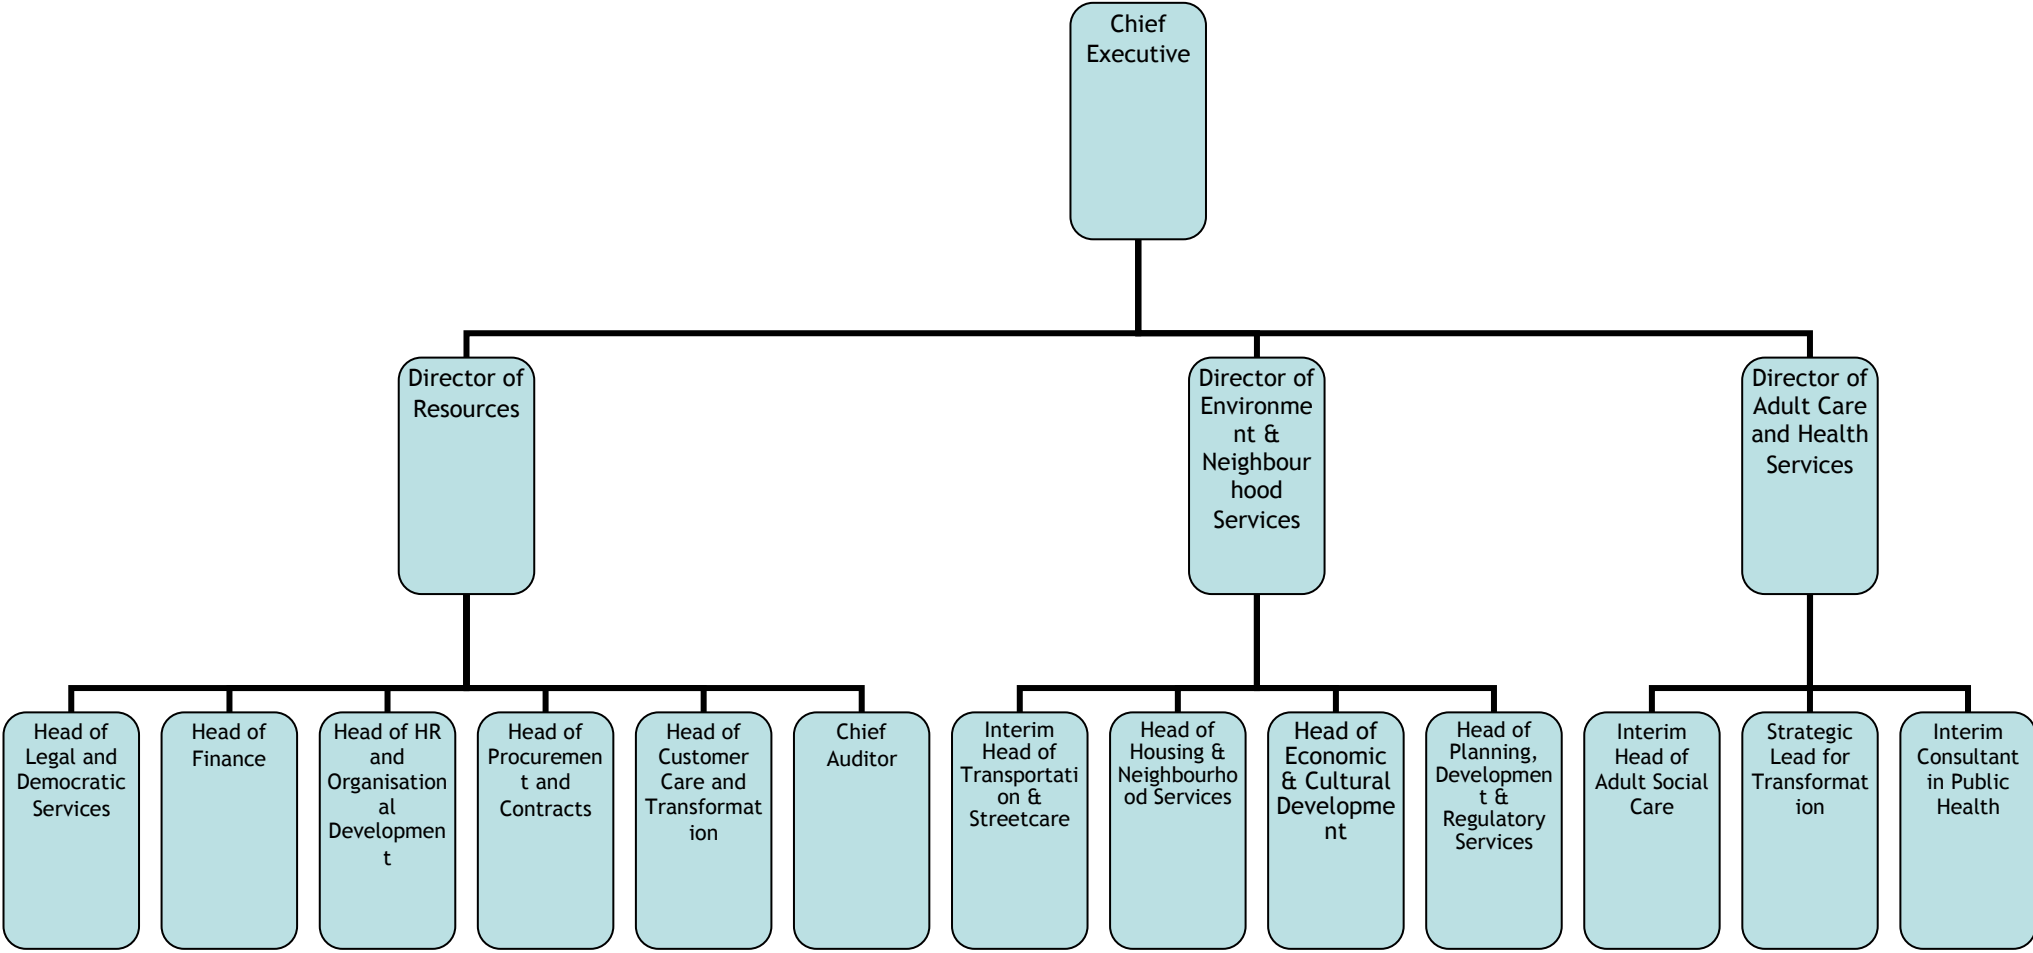 Chief
Executive
Director of
Resources
Director of
Environme
nt &
Neighbour
hood
Services
Director of
Adult Care
and Health
Services
Head of
Legal and
Democratic
Services
Head of
Finance
Head of HR
and
Organisation
al
Developmen
t
Head of
Procuremen
t and
Contracts
Head of
Customer
Care and
Transformat
ion
Chief
Auditor
Interim
Head of
Transportati
on &
Streetcare
Head of
Housing &
Neighbourho
od Services
Head of
Economic
& Cultural
Developme
nt
Head of
Planning,
Developmen
t &
Regulatory
Services
Interim
Head of
Adult Social
Care
Strategic
Lead for
Transformat
ion
Interim
Consultant
in Public
Health